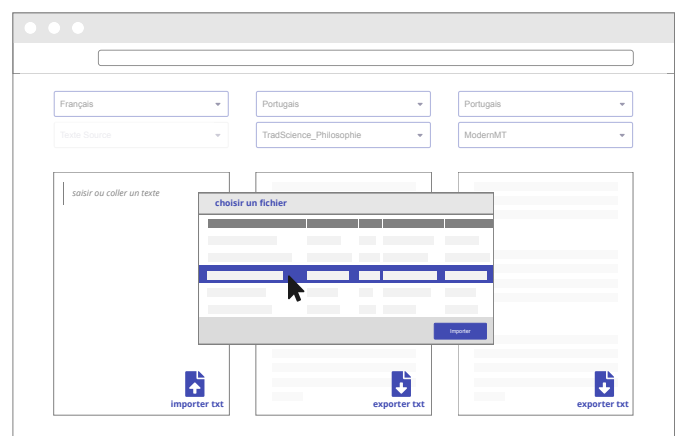 Français
Portugais
Portugais
Texte Source
TradScience_Philosophie
ModernMT
saisir ou coller un texte
choisir un fichier
Importer
importer txt
exporter txt
exporter txt